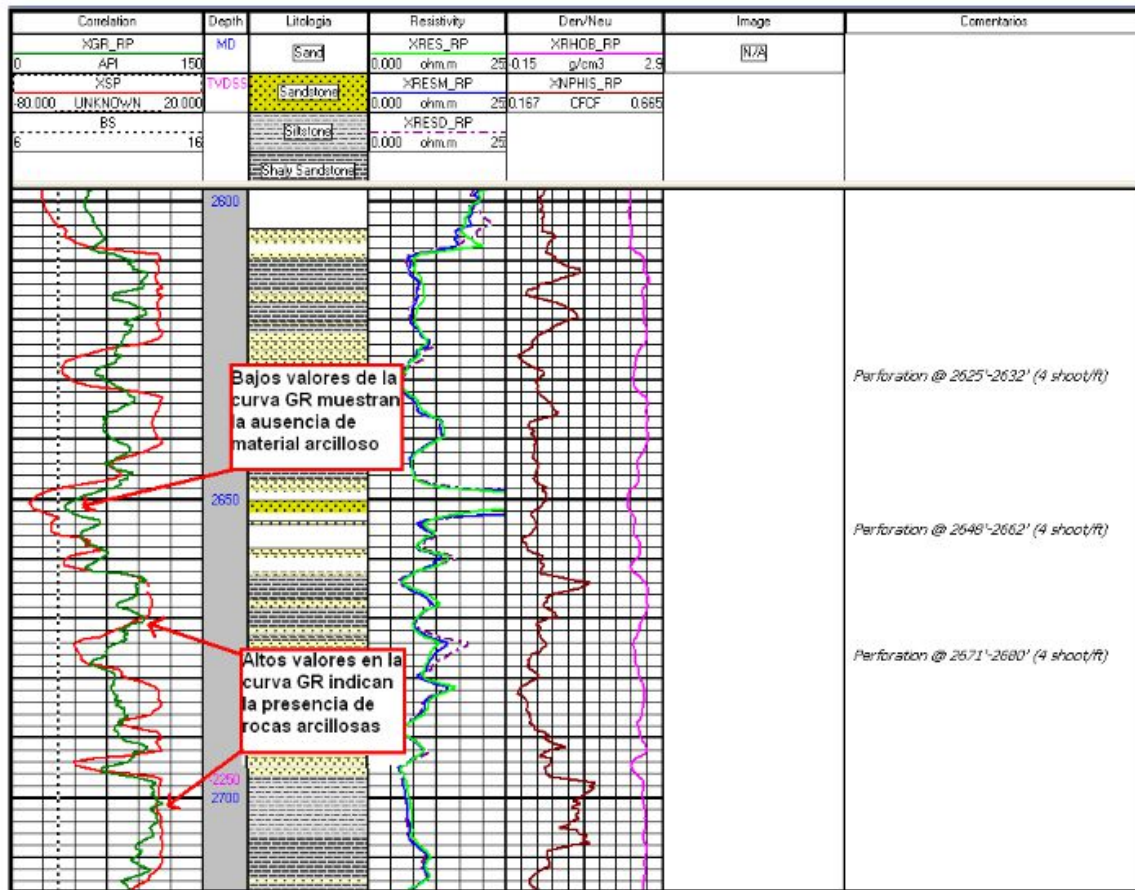 Correlation Depth Litologia Resistivity Den/Neu Image Comentarios
XGR_RP
0 API 150
XSP
-80.000 UNKNOWN 20.000
BS
6 16
MD
TVDSS
Sand
Sandstone
Siltstone
Shaly Sandstone
XRES_RP
0.000 ohm.m 25
XRESM_RP
0.000 ohm.m 25
XRESD_RP
0.000 ohm.m 25
XRHOB_RP
-0.15 g/cm3 2.9
XNPHIS_RP
0.167 CFCF 0.665
N/A
2600
Perforation @ 2625'-2632' (4 shoot/ft)
Bajos valores de la
curva GR muestran
la ausencia de
material arcilloso
2650
Perforation @ 2648'-2662' (4 shoot/ft)
Perforation @ 2671'-2680' (4 shoot/ft)
Altos valores en la
curva GR indican
la presencia de
rocas arcillosas
-2250
2700